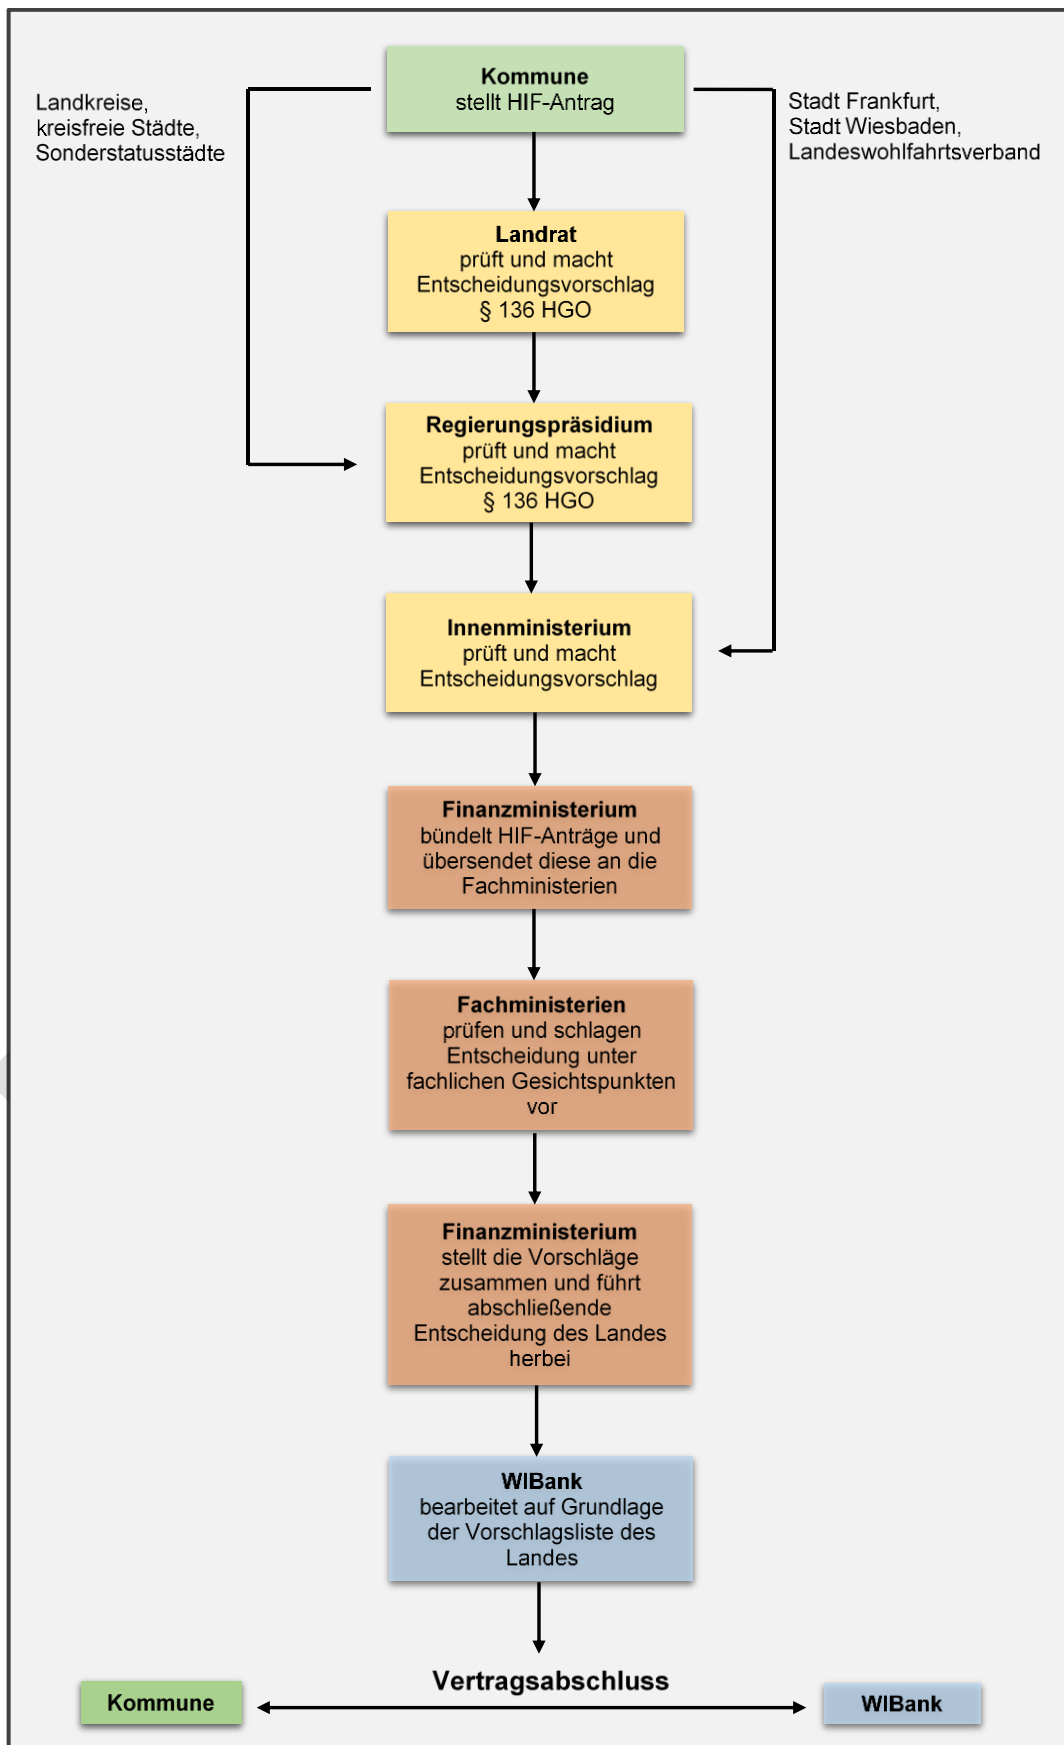 Kommune
stellt HIF-Antrag
Landkreise,
kreisfreie Städte,
Sonderstatusstädte
Stadt Frankfurt,
Stadt Wiesbaden,
Landeswohlfahrtsverband
Landrat
prüft und macht
Entscheidungsvorschlag
§ 136 HGO
Regierungspräsidium
prüft und macht
Entscheidungsvorschlag
§ 136 HGO
Innenministerium
prüft und macht
Entscheidungsvorschlag
Finanzministerium
bündelt HIF-Anträge und
übersendet diese an die
Fachministerien
Fachministerien
prüfen und schlagen
Entscheidung unter
fachlichen Gesichtspunkten
vor
Finanzministerium
stellt die Vorschläge
zusammen und führt
abschließende
Entscheidung des Landes
herbei
WIBank
bearbeitet auf Grundlage
der Vorschlagsliste des
Landes
Vertragsabschluss
Kommune
WIBank